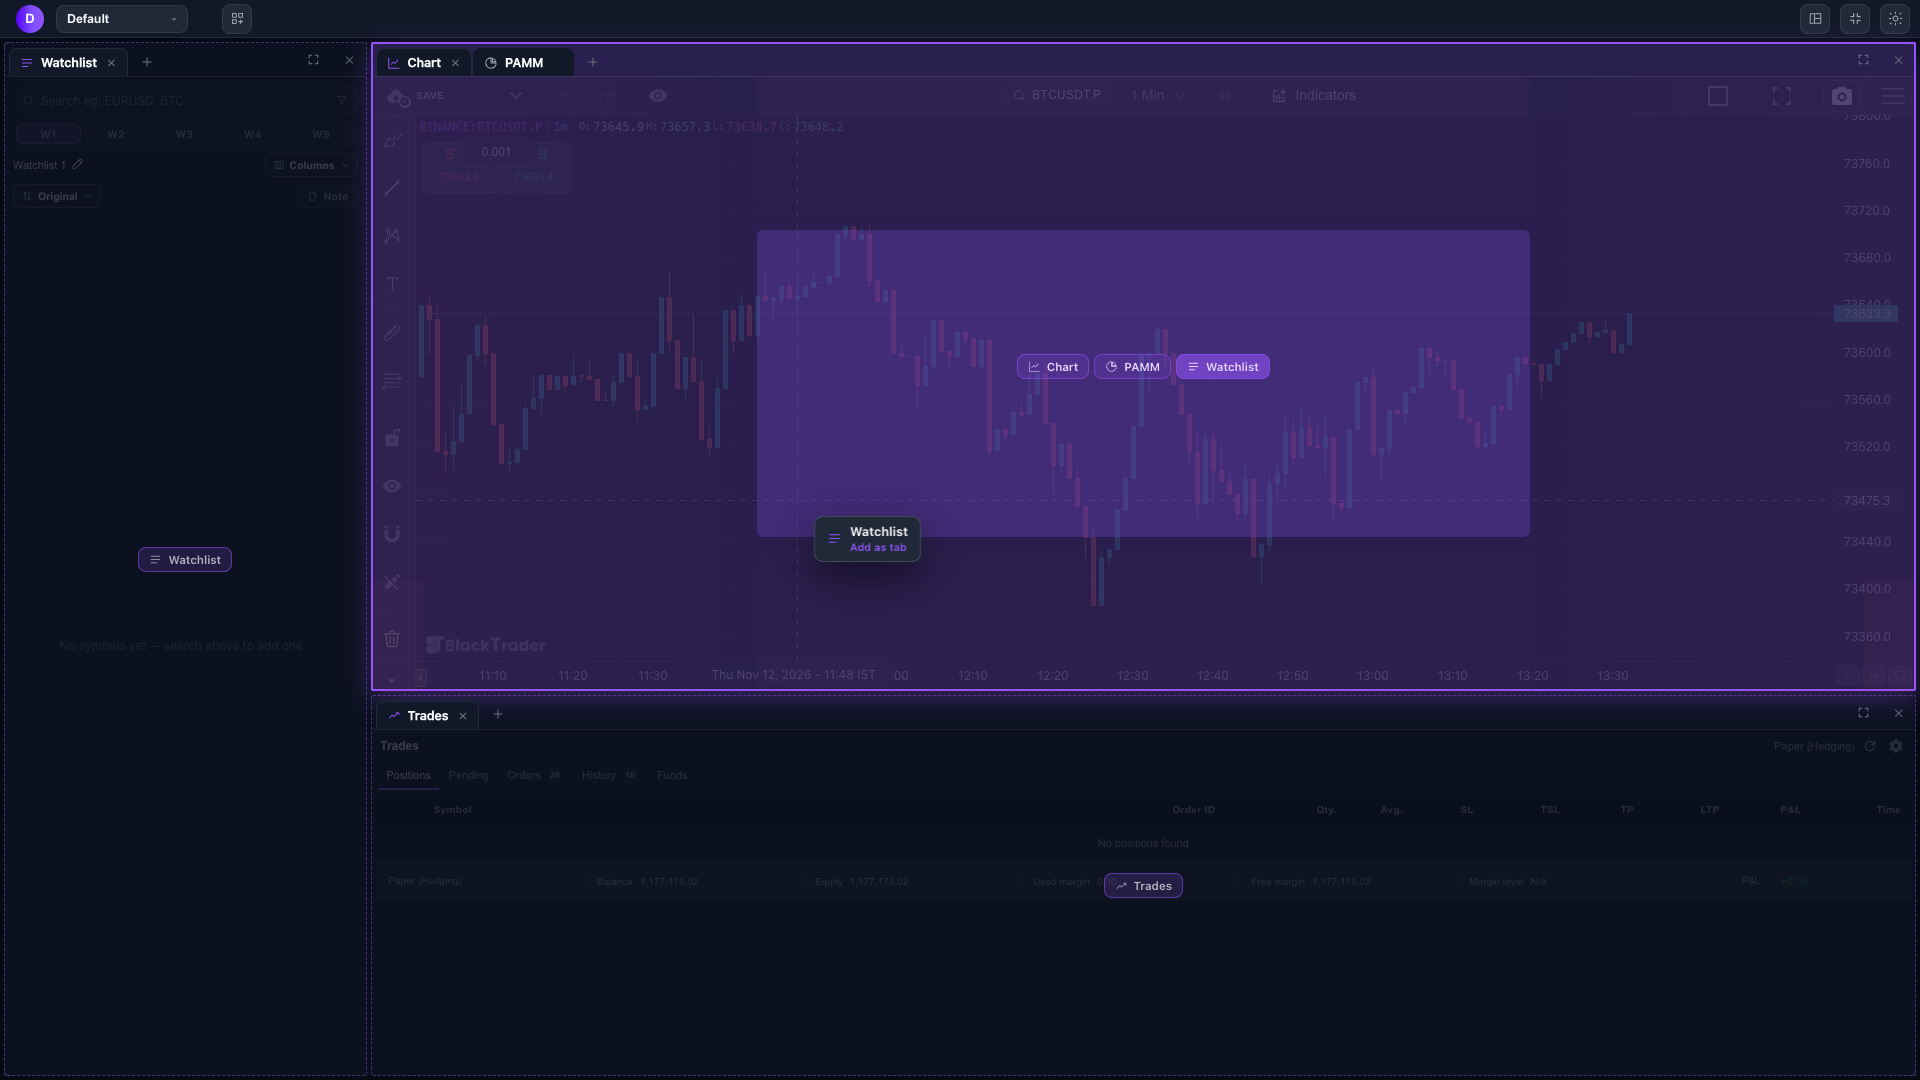 D Default
Watchlist
Search eg: EURUSD, BTC
W1 W2 W3 W4 W5
Watchlist 1 Columns
Original Note
Watchlist
No symbols yet — search above to add one
Chart PAMM
SAVE BTCUSDT.P 1 Min Indicators
BINANCE:BTCUSDT.P 1m O: 73645.9 H: 73657.3 L: 73638.7 C: 73648.2
S 0.001 B
73633.3 73633.4
73800.0
73760.0
73720.0
73680.0
73640.0
73633.3
73600.0
73560.0
73520.0
73475.3
73440.0
73400.0
73360.0
Chart PAMM Watchlist
Watchlist
Add as tab
BlackTrader
11:10 11:20 11:30 Thu Nov 12, 2026 - 11:48 IST 00 12:10 12:20 12:30 12:40 12:50 13:00 13:10 13:20 13:30
Trades
Trades Paper (Hedging)
Positions Pending Orders 20 History 10 Funds
Symbol Order ID Qty. Avg. SL TSL TP LTP P&L Time
No positions found
Paper (Hedging) Balance 1,177,175.02 Equity 1,177,175.02 Used margin Free margin 1,177,175.02 Margin level N/A P&L +0.00
Trades